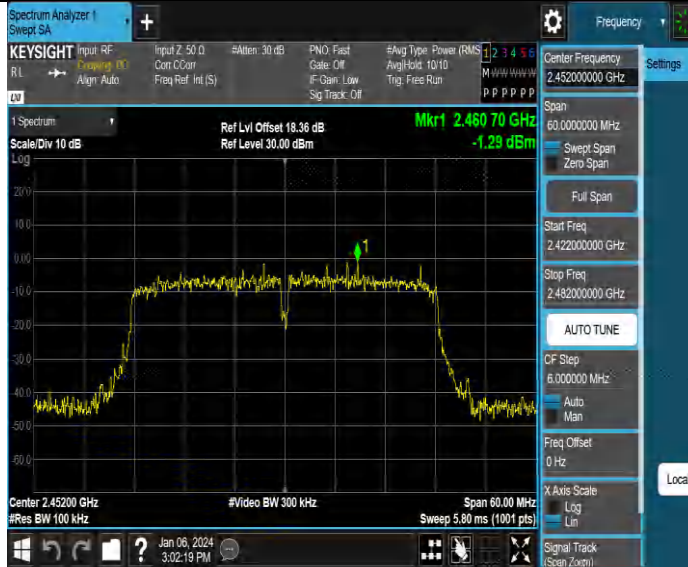 Spectrum Analyzer 1
Swept SA
+
Frequency
KEYSIGHT
Input: RF
Coupling: DC
Align: Auto
Input Z: 50 Ω
Corr CCorr
Freq Ref: Int (S)
#Atten: 30 dB
PNO: Fast
Gate: Off
IF Gain: Low
Sig Track: Off
#Avg Type: Power (RMS
Avg|Hold: 10/10
Trig: Free Run
1 2 3 4 5 6
M W W W W W
P P P P P P
RL
LXI
Settings
1 Spectrum
Scale/Div 10 dB
Log
Ref Lvl Offset 18.36 dB
Ref Level 30.00 dBm
Mkr1 2.460 70 GHz
-1.29 dBm
20.0
10.0
0.00
-10.0
-20.0
-30.0
-40.0
-50.0
-60.0
1
Center 2.45200 GHz
#Res BW 100 kHz
#Video BW 300 kHz
Span 60.00 MHz
Sweep 5.80 ms (1001 pts)
Center Frequency
2.452000000 GHz
Span
60.0000000 MHz
Swept Span
Zero Span
Full Span
Start Freq
2.422000000 GHz
Stop Freq
2.482000000 GHz
AUTO TUNE
CF Step
6.000000 MHz
Auto
Man
Freq Offset
0 Hz
X Axis Scale
Log
Lin
Signal Track
(Span Zoom)
Loca
?
Jan 06, 2024
3:02:19 PM